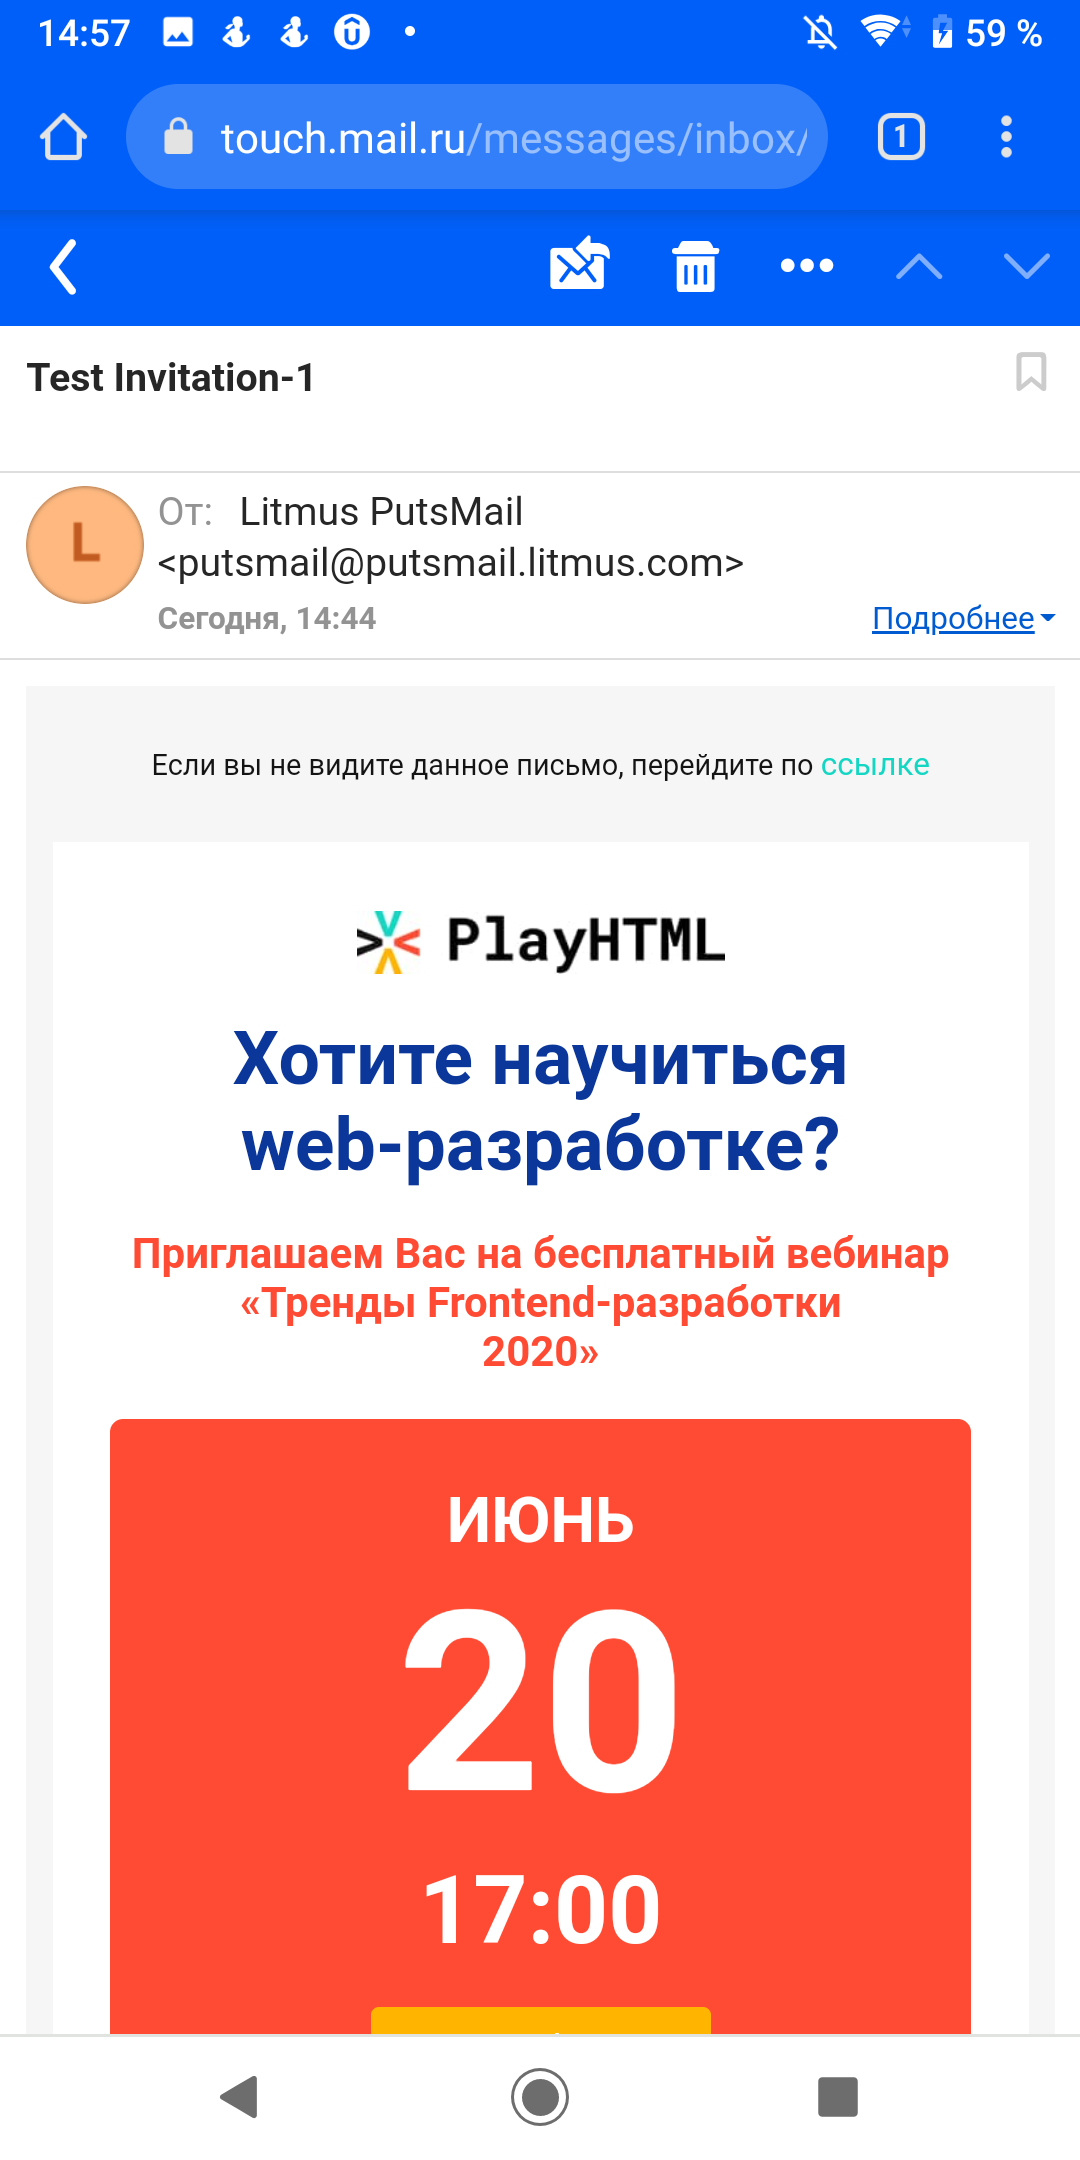 14:57
59 %
touch.mail.ru/messages/inbox/
1
Test Invitation-1
L
От: Litmus PutsMail
<putsmail@putsmail.litmus.com>
Сегодня, 14:44
Подробнее
Если вы не видите данное письмо, перейдите по ссылке
PlayHTML
Хотите научиться
web-разработке?
Приглашаем Вас на бесплатный вебинар
«Тренды Frontend-разработки
2020»
ИЮНЬ
20
17:00